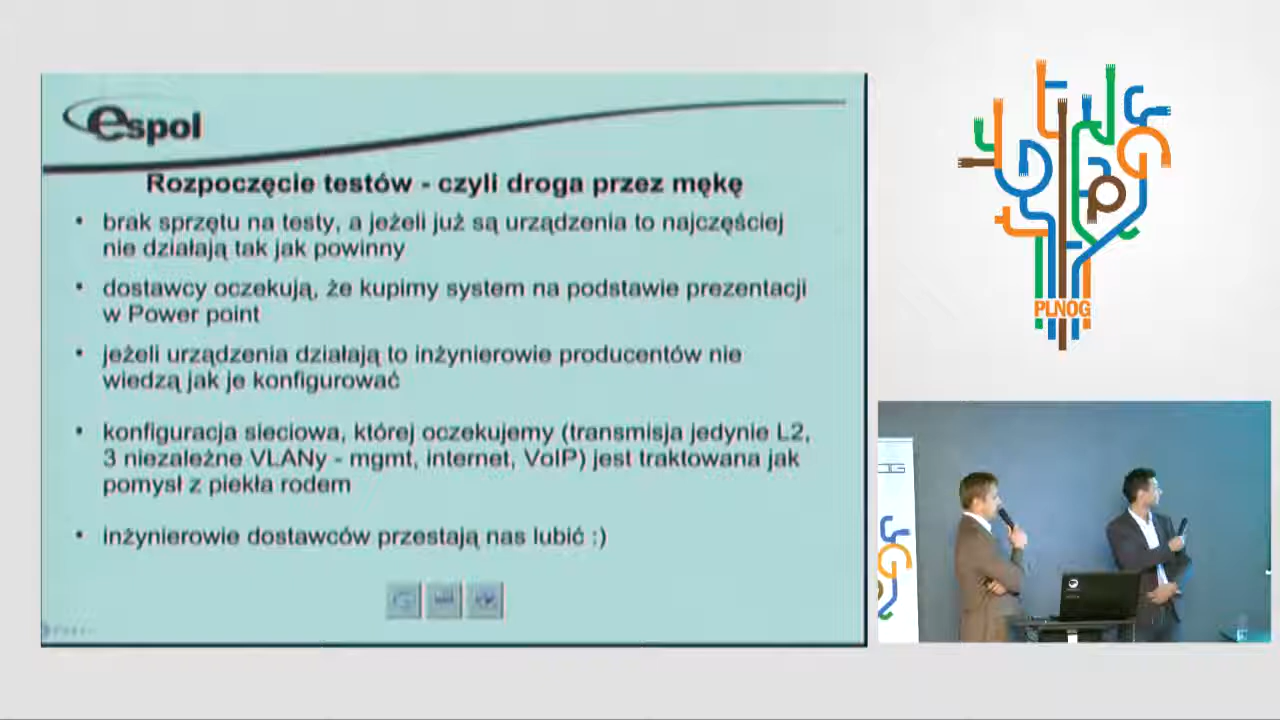 espol
Rozpoczęcie testów - czyli droga przez mękę
• brak sprzętu na testy, a jeżeli już są urządzenia to najczęściej
nie działają tak jak powinny
• dostawcy oczekują, że kupimy system na podstawie prezentacji
w Power point
• jeżeli urządzenia działają to inżynierowie producentów nie
wiedzą jak je konfigurować
• konfiguracja sieciowa, której oczekujemy (transmisja jedynie L2,
3 niezależne VLANy - mgmt, internet, VoIP) jest traktowana jak
pomysł z piekła rodem
• inżynierowie dostawców przestają nas lubić :)
PLNOG